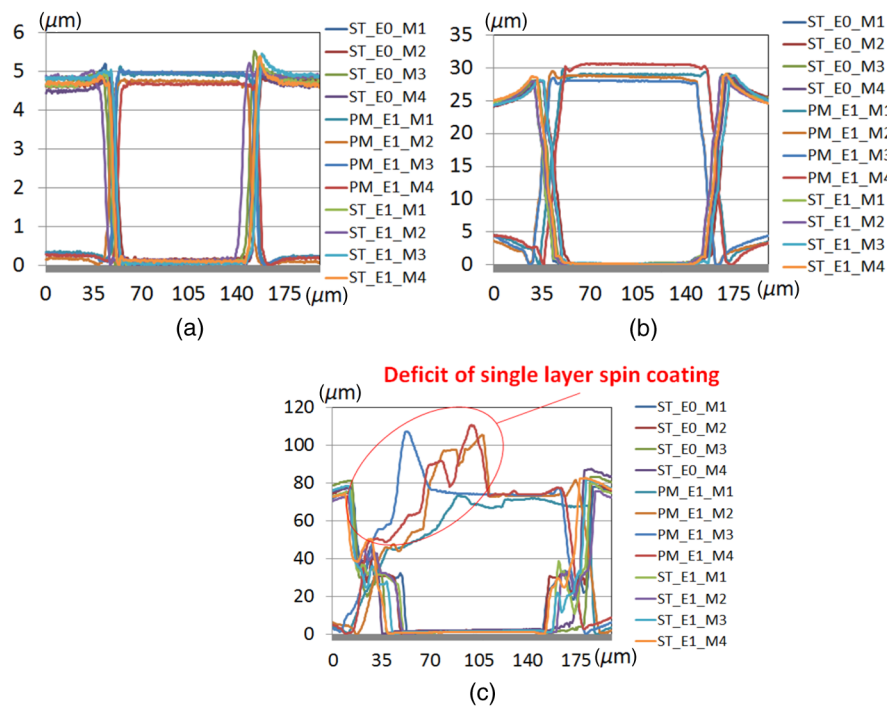 (μm)
6
5
4
3
2
1
0
0 35 70 105 140 175 (μm)
ST_E0_M1
ST_E0_M2
ST_E0_M3
ST_E0_M4
PM_E1_M1
PM_E1_M2
PM_E1_M3
PM_E1_M4
ST_E1_M1
ST_E1_M2
ST_E1_M3
ST_E1_M4
(a)
(μm)
35
30
25
20
15
10
5
0
0 35 70 105 140 175 (μm)
ST_E0_M1
ST_E0_M2
ST_E0_M3
ST_E0_M4
PM_E1_M1
PM_E1_M2
PM_E1_M3
PM_E1_M4
ST_E1_M1
ST_E1_M2
ST_E1_M3
ST_E1_M4
(b)
Deficit of single layer spin coating
(μm)
120
100
80
60
40
20
0
0 35 70 105 140 175 (μm)
ST_E0_M1
ST_E0_M2
ST_E0_M3
ST_E0_M4
PM_E1_M1
PM_E1_M2
PM_E1_M3
PM_E1_M4
ST_E1_M1
ST_E1_M2
ST_E1_M3
ST_E1_M4
(c)